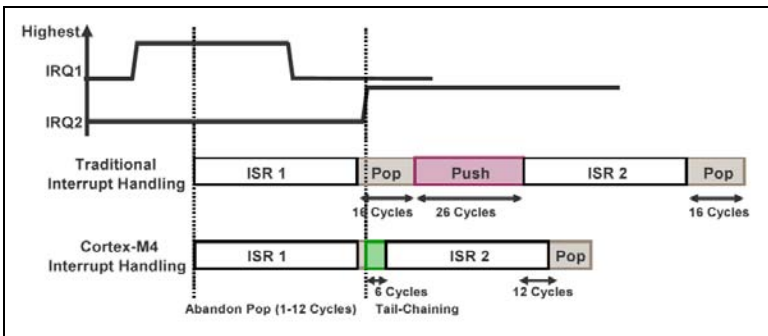 Highest
IRQ1
IRQ2
Traditional
Interrupt Handling
ISR 1
Pop
Push
ISR 2
Pop
16 Cycles
26 Cycles
16 Cycles
Cortex-M4
Interrupt Handling
ISR 1
ISR 2
Pop
6 Cycles
12 Cycles
Abandon Pop (1-12 Cycles)
Tail-Chaining